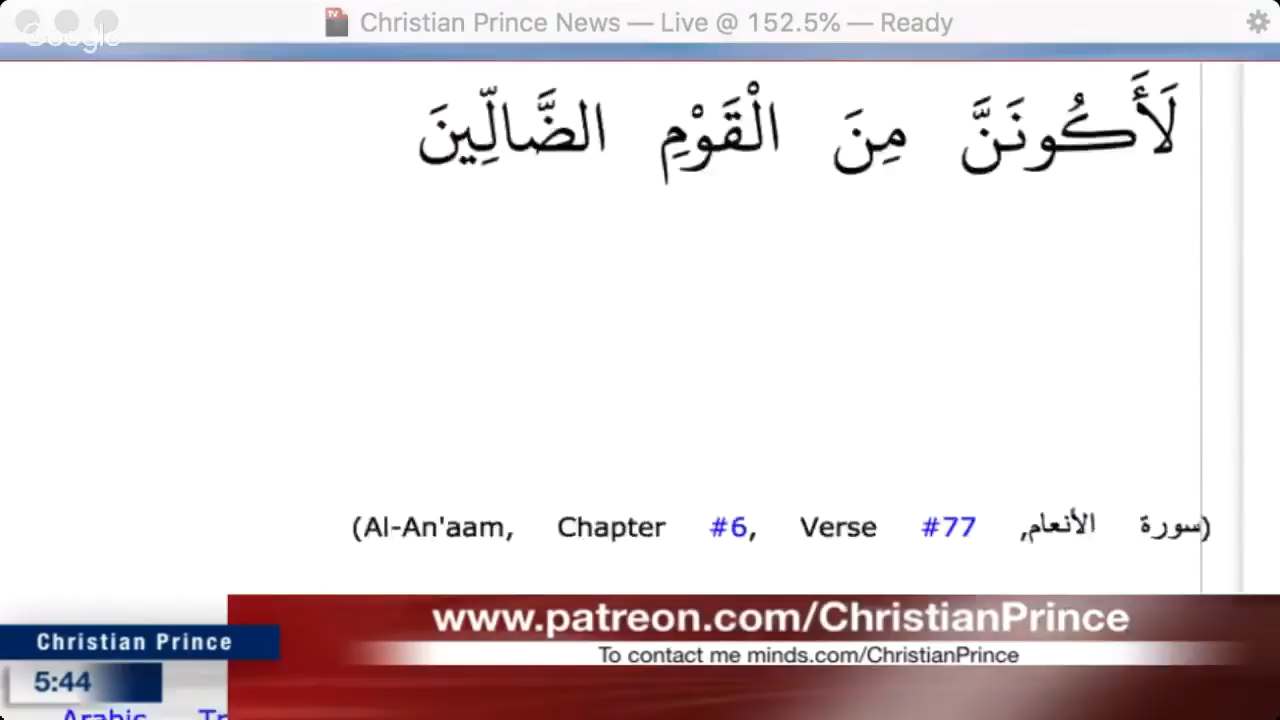 Christian Prince News — Live @ 152.5% — Ready
Google
لَأَكُونَنَّ مِنَ الْقَوْمِ الضَّالِّينَ
(Al-An'aam, Chapter #6, Verse #77 سورة الأنعام,)
www.patreon.com/ChristianPrince
Christian Prince
To contact me minds.com/ChristianPrince
5:44